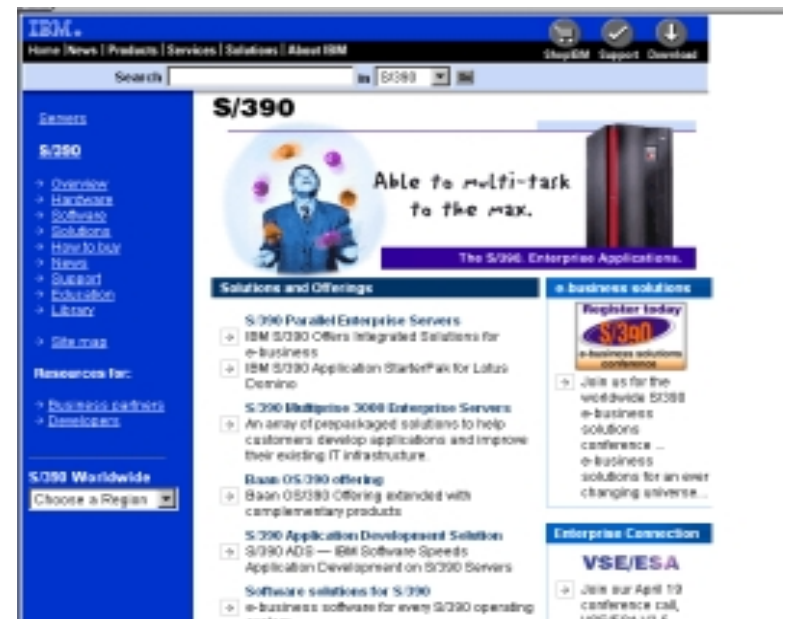 IBM.
Home | News | Products | Services | Solutions | About IBM
ShopIBM Support Download
Search in S/390 Go
Servers
S/390
Overview
Hardware
Software
Solutions
How to buy
News
Support
Education
Library
Site map
Resources for:
Business partners
Developers
S/390 Worldwide
Choose a Region
S/390
Able to multi-task
to the max.
The S/390. Enterprise Applications.
Solutions and Offerings
S/390 Parallel Enterprise Servers
IBM S/390 Offers Integrated Solutions for
e-business
IBM S/390 Application StarterPak for Lotus
Domino
S/390 Multiprise 3000 Enterprise Servers
An array of prepackaged solutions to help
customers develop applications and improve
their existing IT infrastructure.
Baan OS/390 offering
Baan OS/390 Offering extended with
complementary products
S/390 Application Development Solution
S/390 ADS — IBM Software Speeds
Application Development on S/390 Servers
Software solutions for S/390
e-business software for every S/390 operating
e-business solutions
Register today
S/390
e-business solutions
conference
Join us for the
worldwide S/390
e-business
solutions
conference ...
e-business
solutions for an ever
changing universe...
Enterprise Connection
VSE/ESA
Join our April 19
conference call,